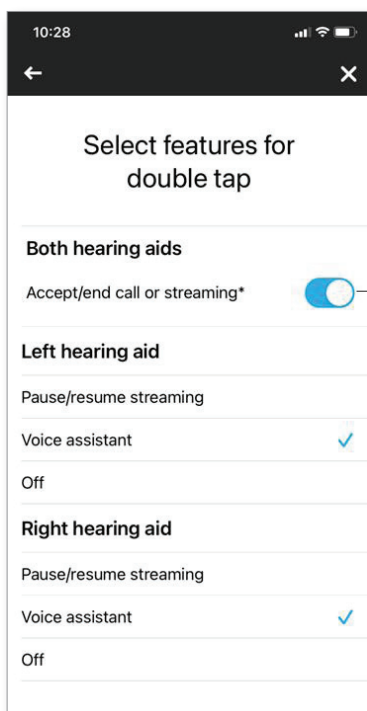 10:28
Select features for
double tap
Both hearing aids
Accept/end call or streaming*
Left hearing aid
Pause/resume streaming
Voice assistant
Off
Right hearing aid
Pause/resume streaming
Voice assistant
Off